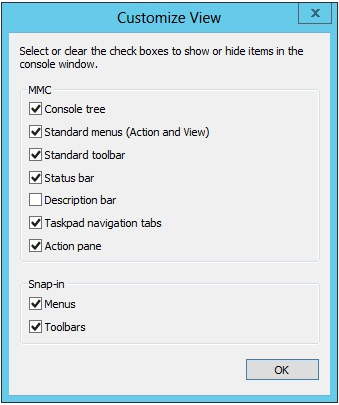 Customize View
x
Select or clear the check boxes to show or hide items in the
console window.
MMC
Console tree
Standard menus (Action and View)
Standard toolbar
Status bar
Description bar
Taskpad navigation tabs
Action pane
Snap-in
Menus
Toolbars
OK